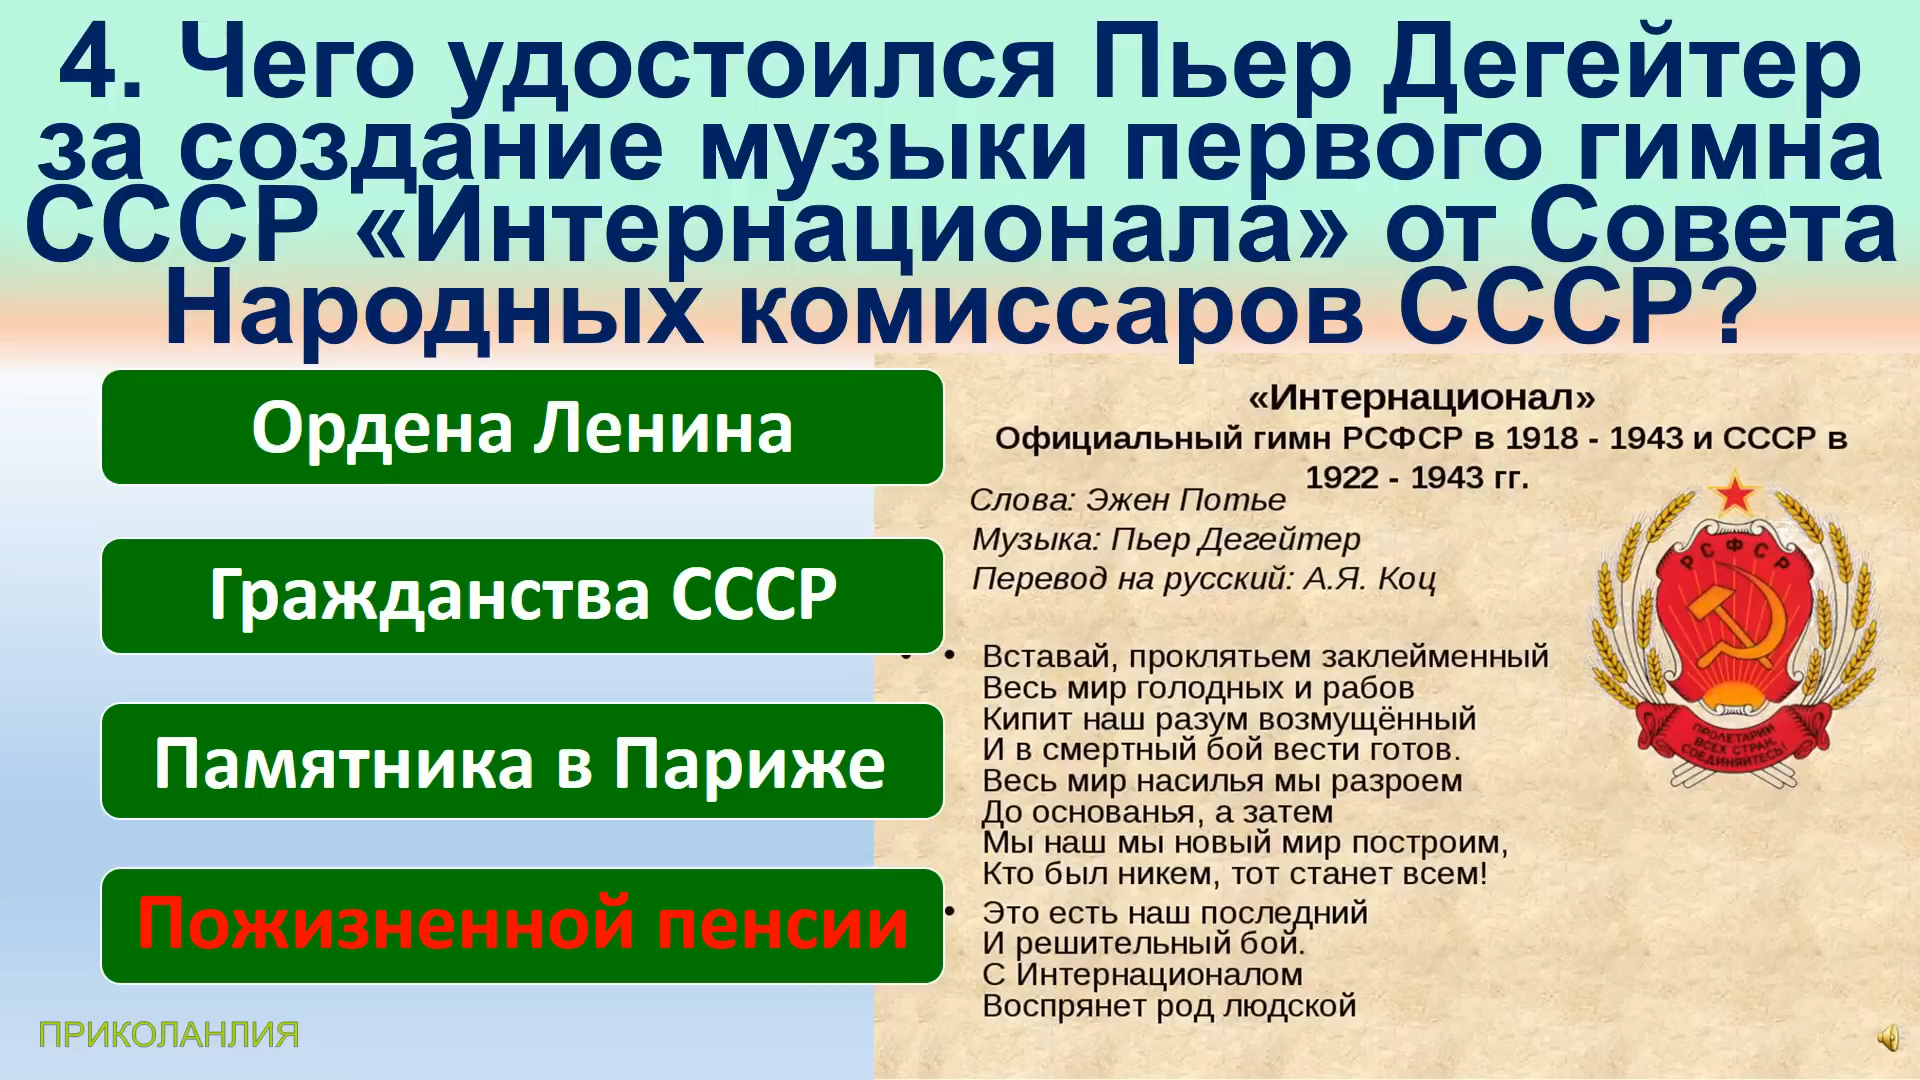 4. Чего удостоился Пьер Дегейтер
за создание музыки первого гимна
СССР «Интернационала» от Совета
Народных комиссаров СССР?
Ордена Ленина
Гражданства СССР
Памятника в Париже
Пожизненной пенсии
ПРИКОЛАНЛИЯ
«Интернационал»
Официальный гимн РСФСР в 1918 - 1943 и СССР в
1922 - 1943 гг.
Слова: Эжен Потье
Музыка: Пьер Дегейтер
Перевод на русский: А.Я. Коц
• Вставай, проклятьем заклейменный
Весь мир голодных и рабов
Кипит наш разум возмущённый
И в смертный бой вести готов.
Весь мир насилья мы разроем
До основанья, а затем
Мы наш мы новый мир построим,
Кто был никем, тот станет всем!
• Это есть наш последний
И решительный бой.
С Интернационалом
Воспрянет род людской
Р С Ф С Р
ПРОЛЕТАРИИ
ВСЕХ СТРАН,
СОЕДИНЯЙТЕСЬ!